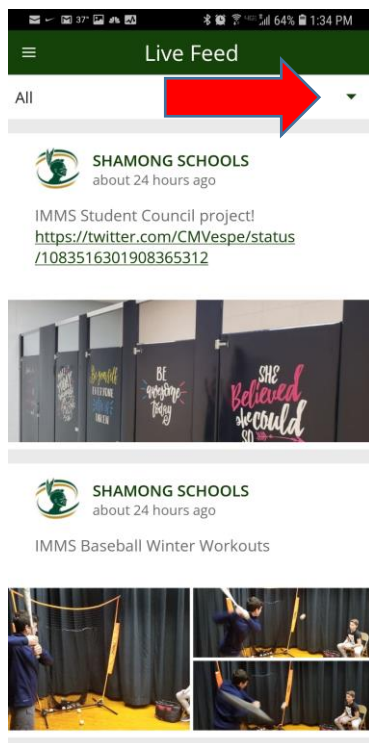 37° 64% 1:34 PM
Live Feed
All
SHAMONG SCHOOLS
about 24 hours ago
IMMS Student Council project!
https://twitter.com/CMVespe/status
/1083516301908365312
BE
awesome
Today
SHE
Believed
she could
SO
SHAMONG SCHOOLS
about 24 hours ago
IMMS Baseball Winter Workouts